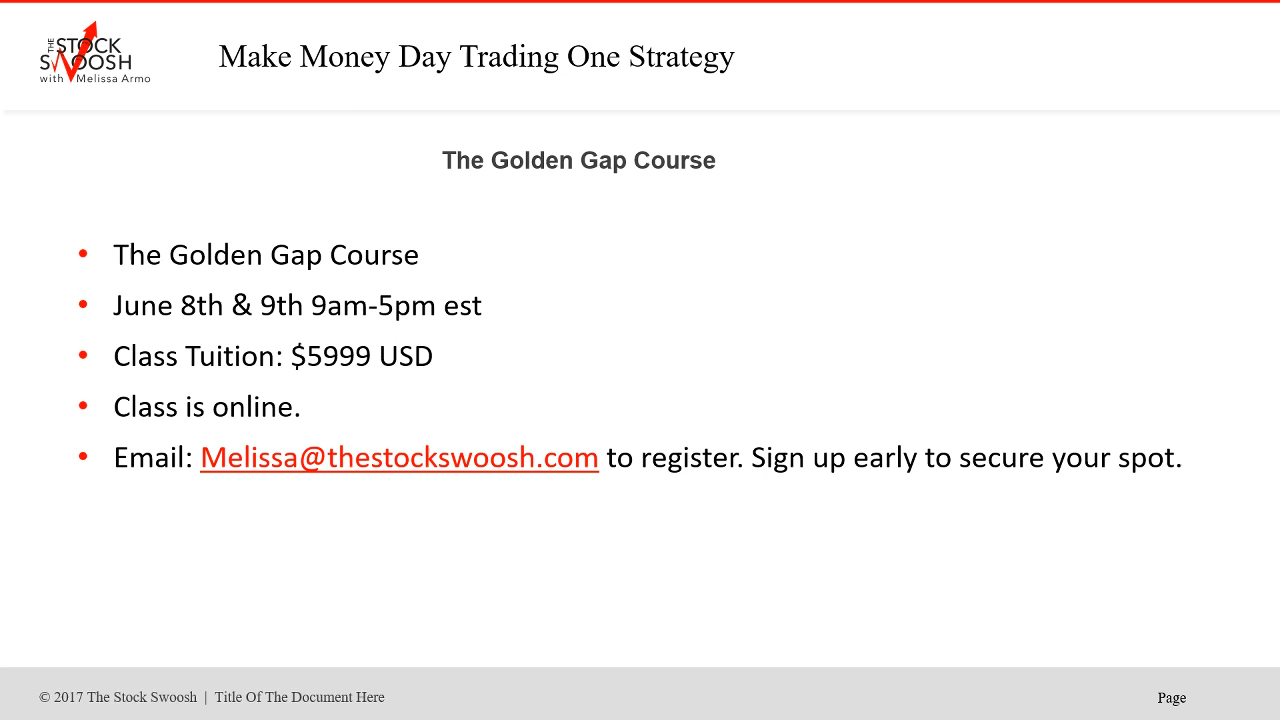 THE STOCK
SWOOSH
with Melissa Armo
Make Money Day Trading One Strategy
The Golden Gap Course
• The Golden Gap Course
• June 8th & 9th 9am-5pm est
• Class Tuition: $5999 USD
• Class is online.
• Email: Melissa@thestockswoosh.com to register. Sign up early to secure your spot.
© 2017 The Stock Swoosh | Title Of The Document Here
Page